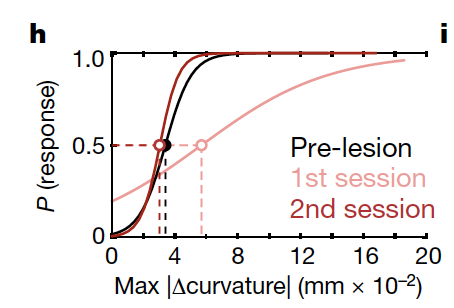 h
i
1.0
0.5
0
P (response)
Pre-lesion
1st session
2nd session
0 4 8 12 16 20
Max |Δcurvature| (mm × 10⁻²)